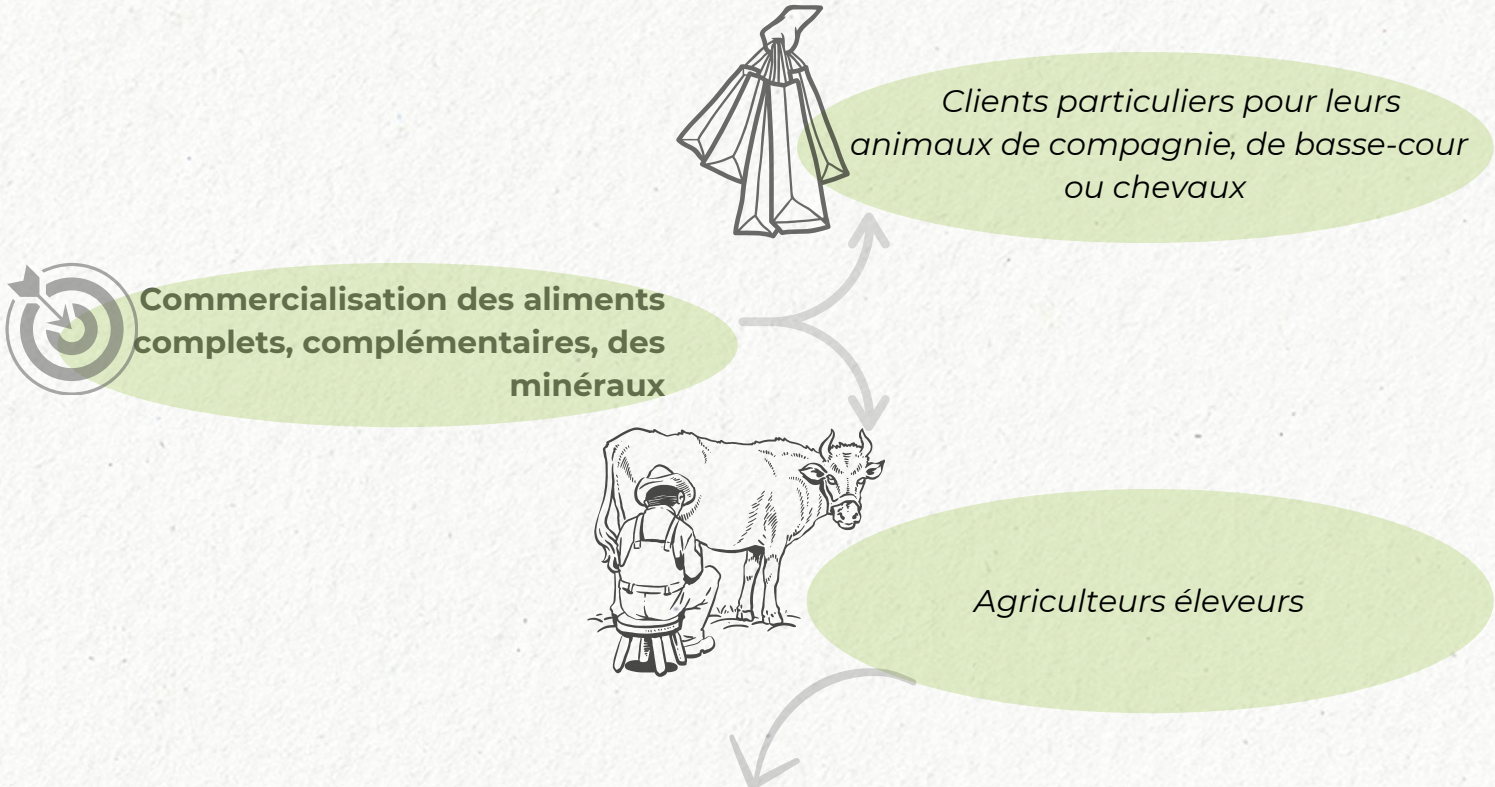 Clients particuliers pour leurs
animaux de compagnie, de basse-cour
ou chevaux
Commercialisation des aliments
complets, complémentaires, des
minéraux
Agriculteurs éleveurs